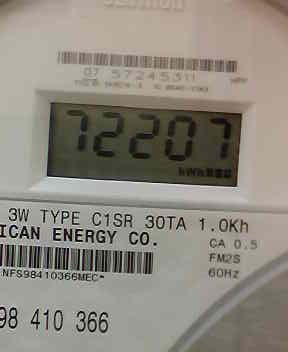 07 57245311
72207
kWh
3W TYPE C1SR 30TA 1.0Kh
ICAN ENERGY CO.
CA 0.5
FM2S
60Hz
NFS98410366MEC*
98 410 366